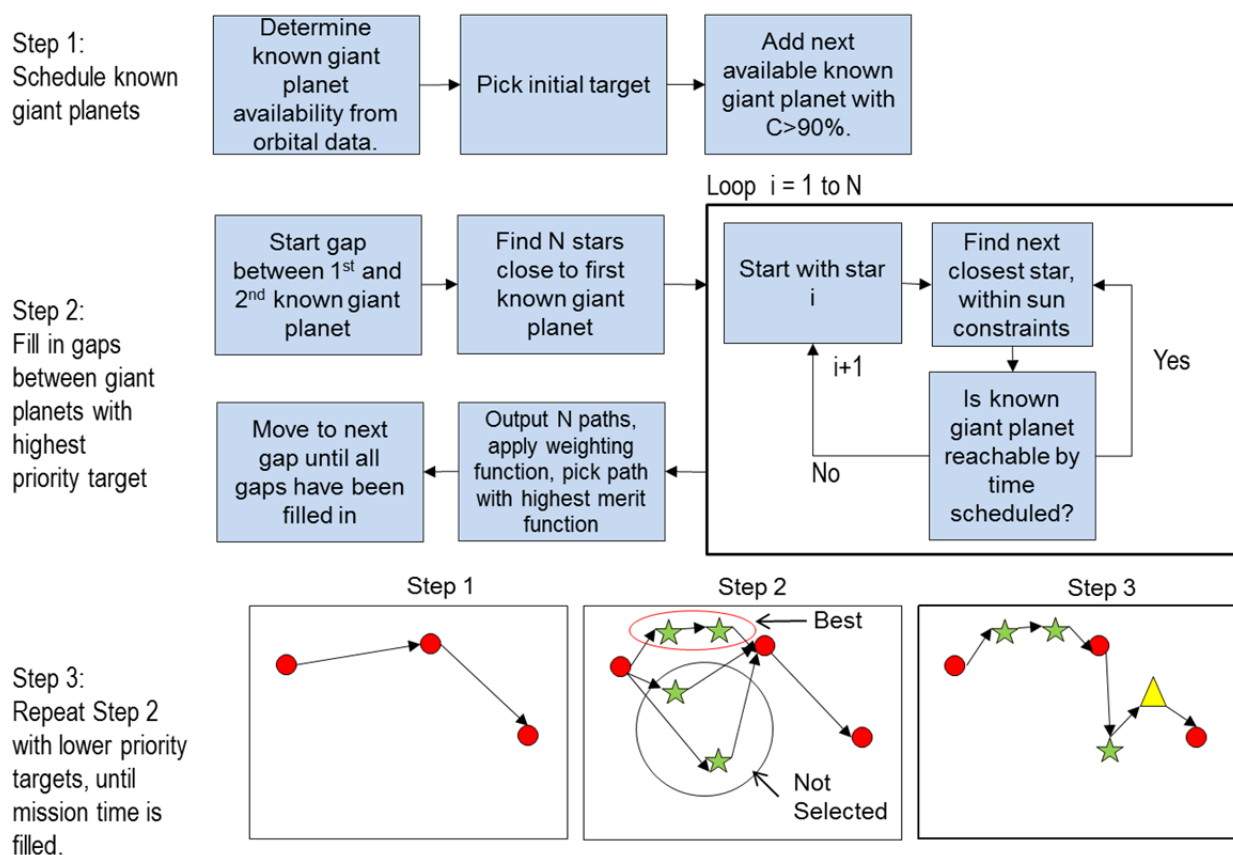 Step 1:
Schedule known
giant planets
Determine
known giant
planet
availability from
orbital data.
Pick initial target
Add next
available known
giant planet with
C>90%.
Loop i = 1 to N
Step 2:
Fill in gaps
between giant
planets with
highest
priority target
Start gap
between 1st and
2nd known giant
planet
Find N stars
close to first
known giant
planet
Start with star
i
Find next
closest star,
within sun
constraints
i+1
Yes
No
Is known
giant planet
reachable by
time
scheduled?
Move to next
gap until all
gaps have been
filled in
Output N paths,
apply weighting
function, pick path
with highest merit
function
Step 3:
Repeat Step 2
with lower priority
targets, until
mission time is
filled.
Step 1
Step 2
Step 3
Best
Not
Selected